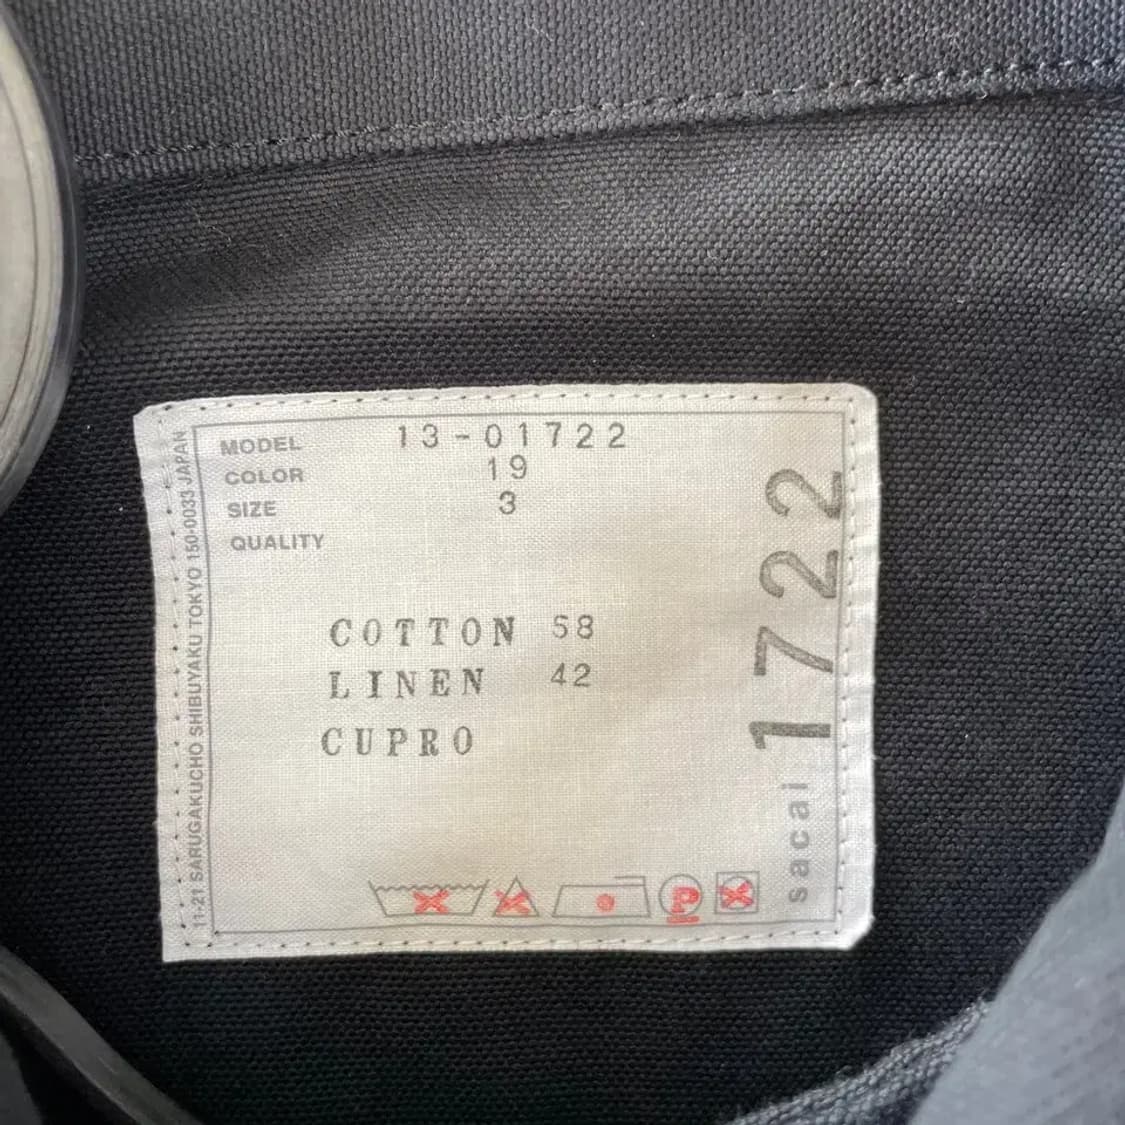 MODEL 13-01722
COLOR 19
SIZE 3
QUALITY
COTTON 58
LINEN 42
CUPRO
P
sacai 1722
11-21 SARUGAKUCHO SHIBUYAKU TOKYO 150-0033 JAPAN